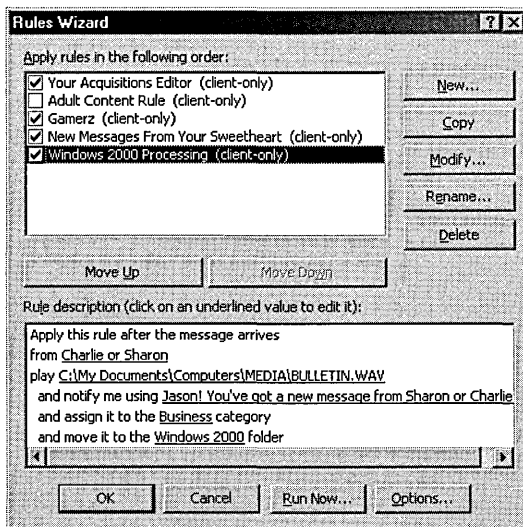 Rules Wizard
Apply rules in the following order:
Your Acquisitions Editor (client-only)
Adult Content Rule (client-only)
Gamerz (client-only)
New Messages From Your Sweetheart (client-only)
Windows 2000 Processing (client-only)
New...
Copy
Modify...
Rename...
Delete
Move Up
Move Down
Rule description (click on an underlined value to edit it):
Apply this rule after the message arrives
from Charlie or Sharon
play C:\My Documents\Computers\MEDIA\BULLETIN.WAV
and notify me using Jason! You've got a new message from Sharon or Charlie
and assign it to the Business category
and move it to the Windows 2000 folder
OK
Cancel
Run Now...
Options...